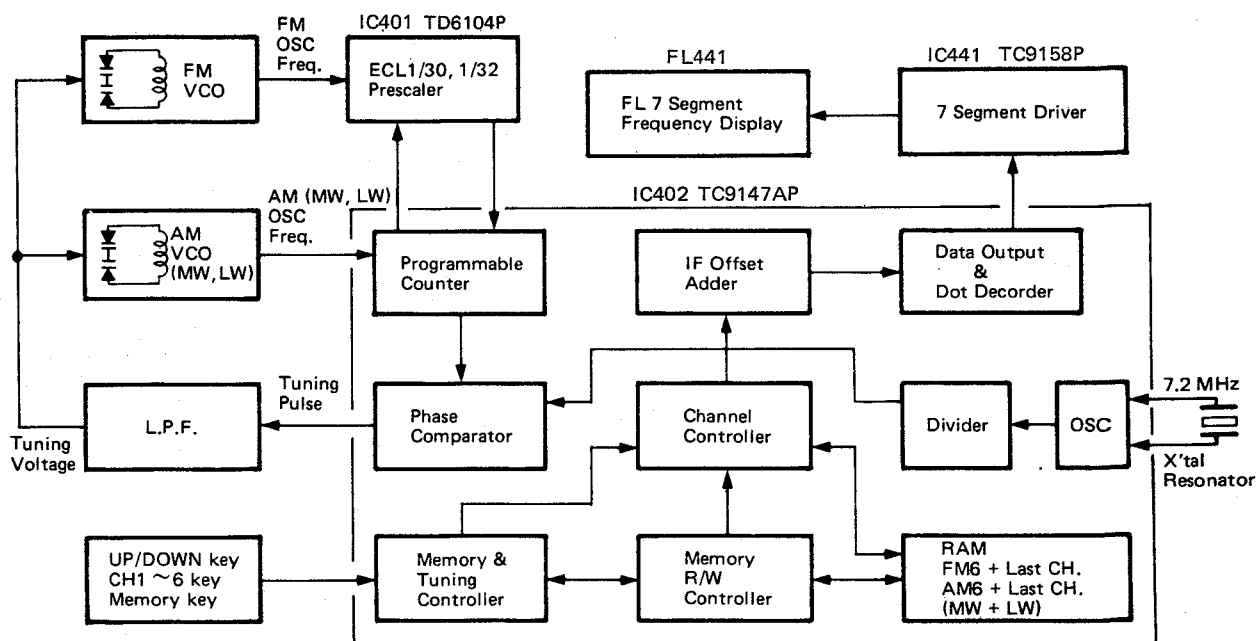 FM
OSC
Freq.
IC401 TD6104P
FM
VCO
ECL1/30, 1/32
Prescaler
FL441
FL 7 Segment
Frequency Display
IC441 TC9158P
7 Segment Driver
AM (MW, LW)
OSC
Freq.
IC402 TC9147AP
AM
VCO
(MW, LW)
Programmable
Counter
IF Offset
Adder
Data Output
&
Dot Decorder
Tuning
Pulse
L.P.F.
Tuning
Voltage
Phase
Comparator
Channel
Controller
Divider
OSC
7.2 MHz
X'tal
Resonator
UP/DOWN key
CH1 ~6 key
Memory key
Memory &
Tuning
Controller
Memory
R/W
Controller
RAM
FM6 + Last CH.
AM6 + Last CH.
(MW + LW)